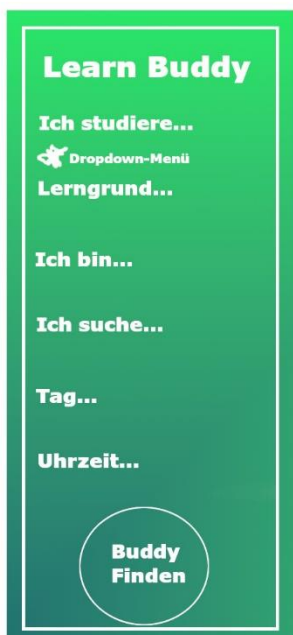 Learn Buddy
Ich studiere...
Dropdown-Menü
Lerngrund...
Ich bin...
Ich suche...
Tag...
Uhrzeit...
Buddy
Finden